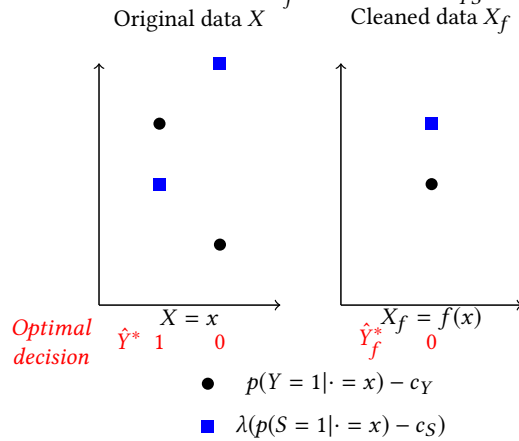 Original data X
Cleaned data X_f
X = x
X_f = f(x)
Optimal decision
Ŷ* 1 0
Ŷ*_f 0
p(Y = 1|· = x) − c_Y
λ(p(S = 1|· = x) − c_S)